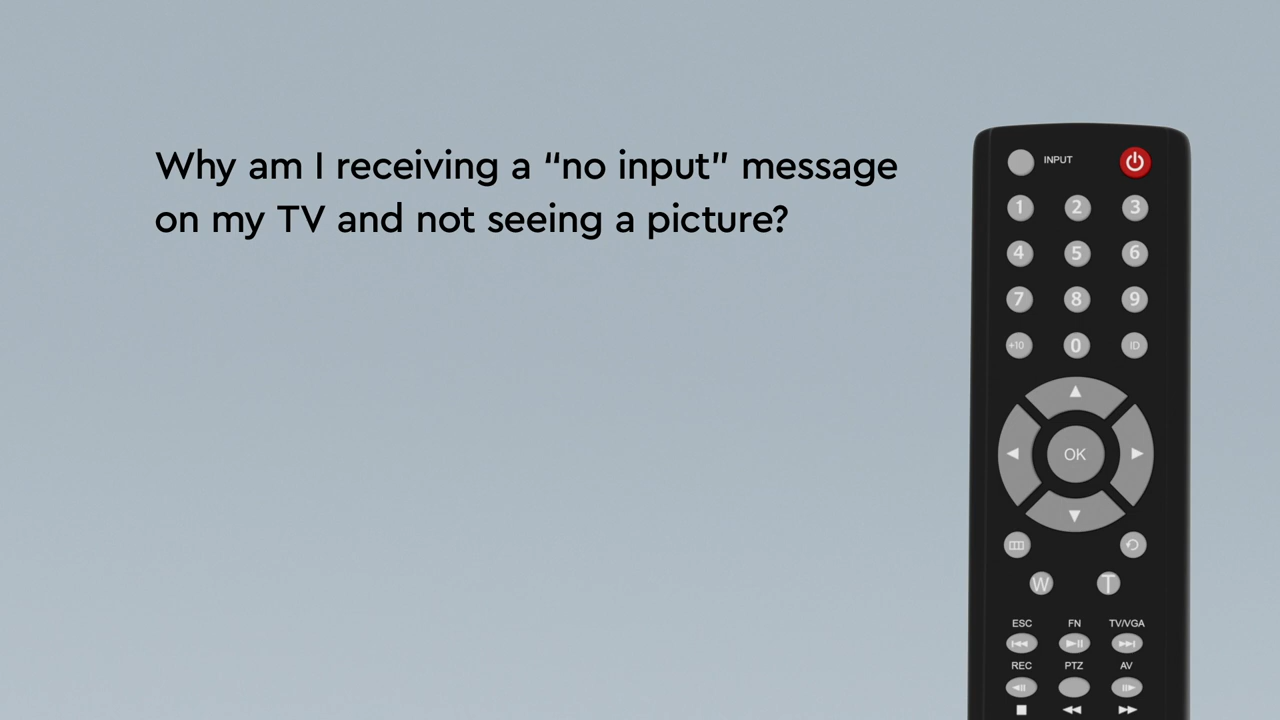 Why am I receiving a “no input” message
on my TV and not seeing a picture?
INPUT
1 2 3
4 5 6
7 8 9
+10 0 ID
OK
W T
ESC FN TV/VGA
REC PTZ AV